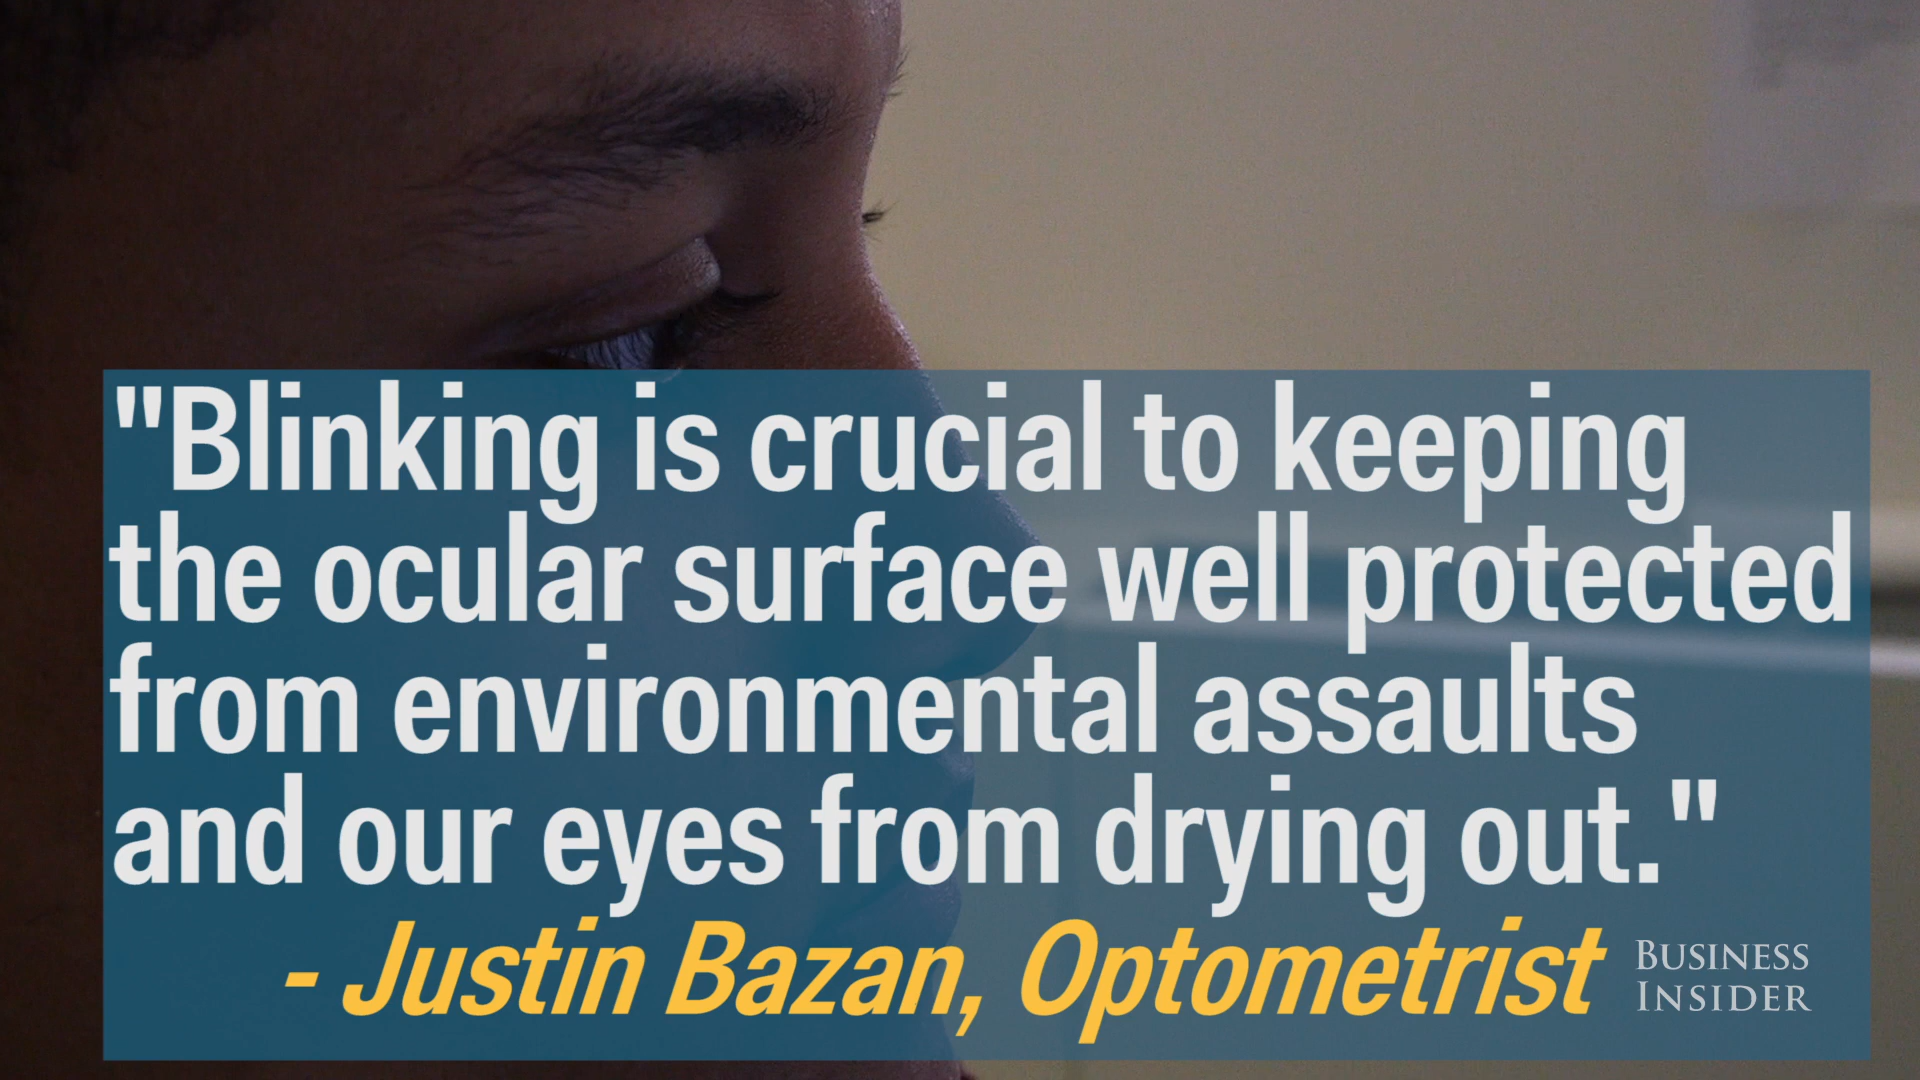 "Blinking is crucial to keeping
the ocular surface well protected
from environmental assaults
and our eyes from drying out."
- Justin Bazan, Optometrist
BUSINESS
INSIDER